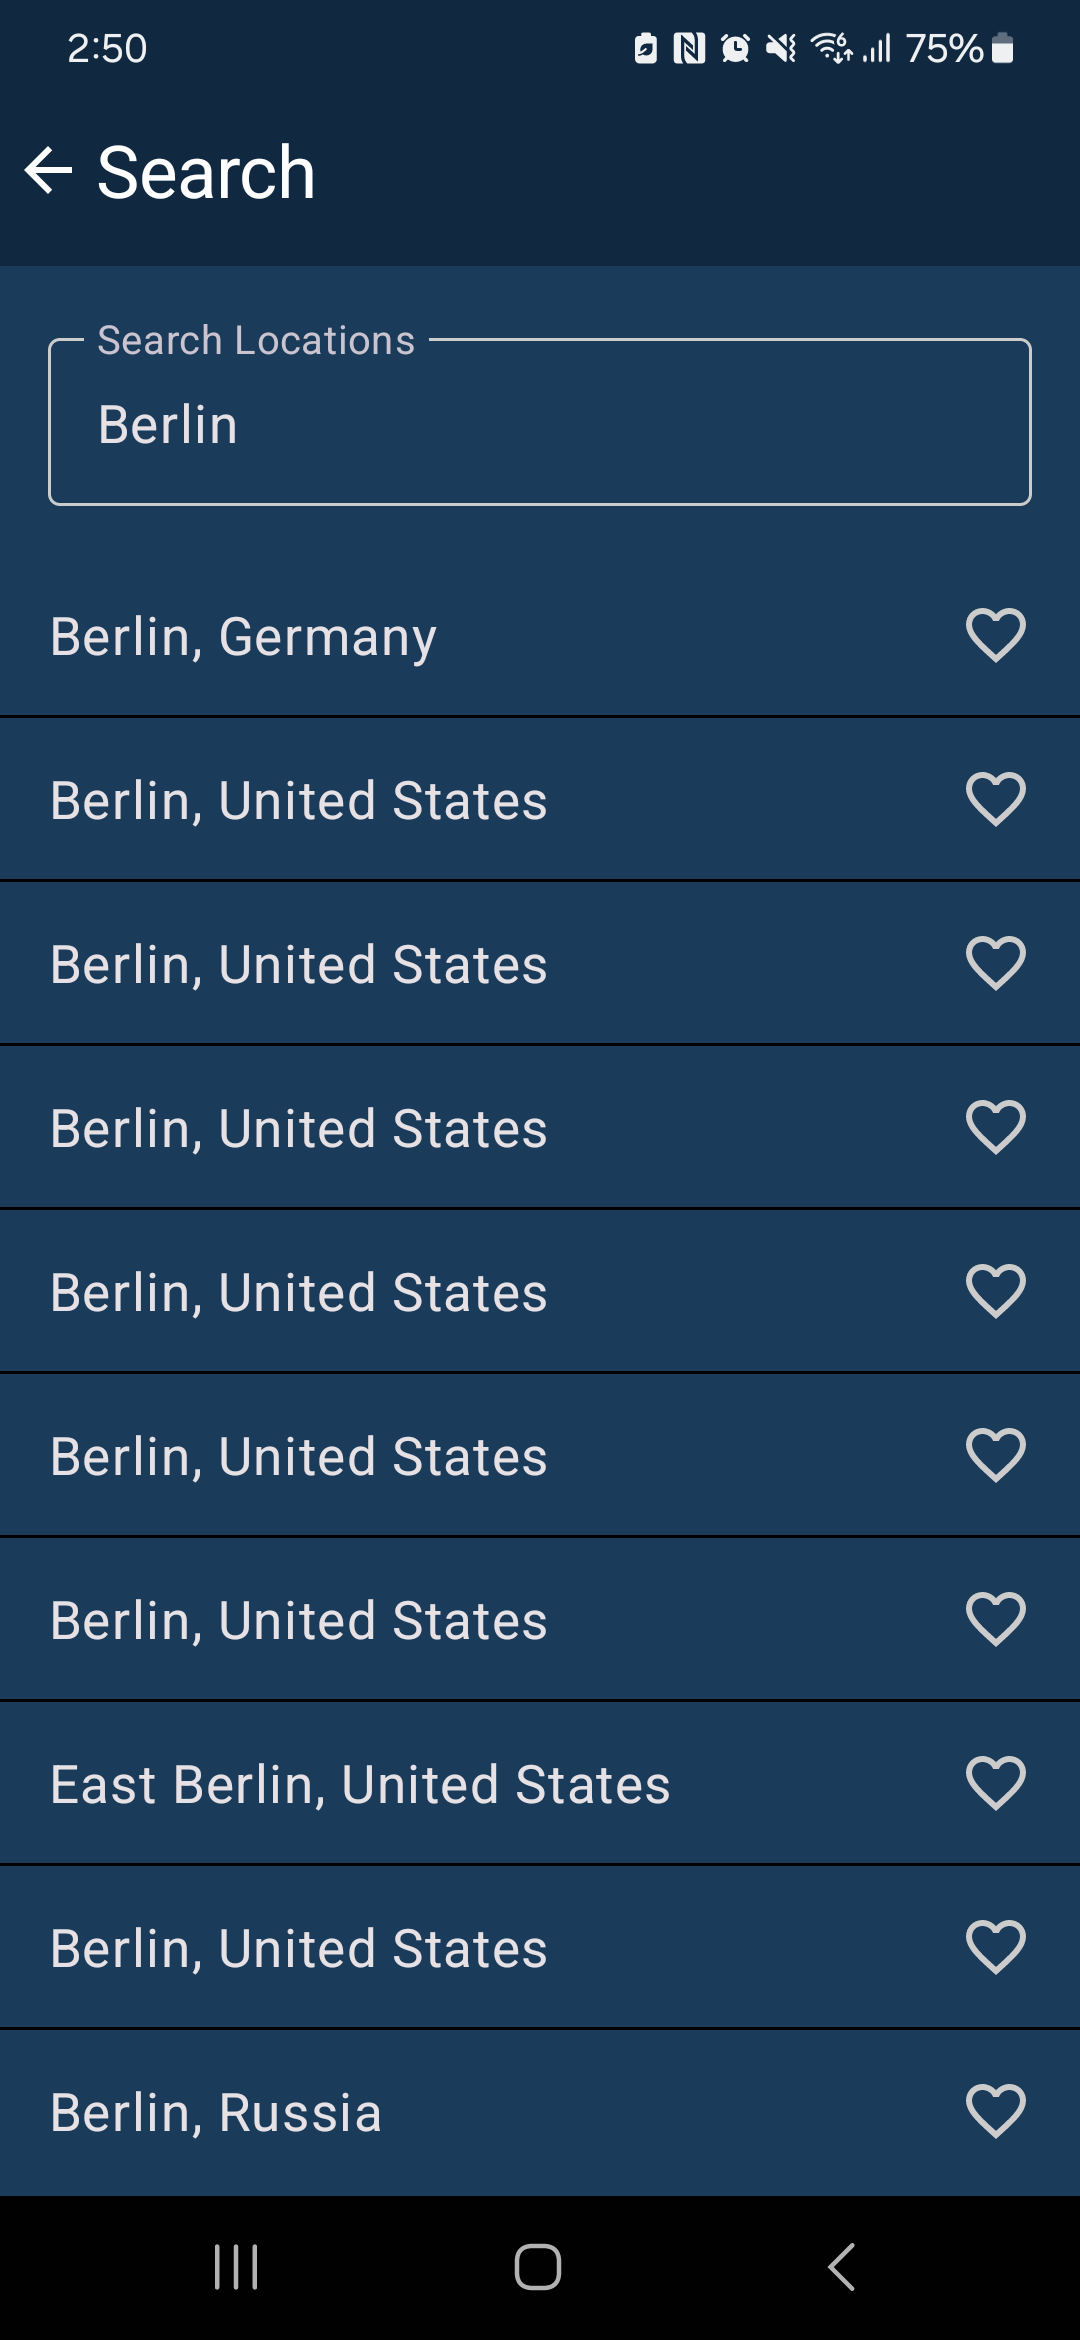 2:50
75%
Search
Search Locations
Berlin
Berlin, Germany
Berlin, United States
Berlin, United States
Berlin, United States
Berlin, United States
Berlin, United States
Berlin, United States
East Berlin, United States
Berlin, United States
Berlin, Russia